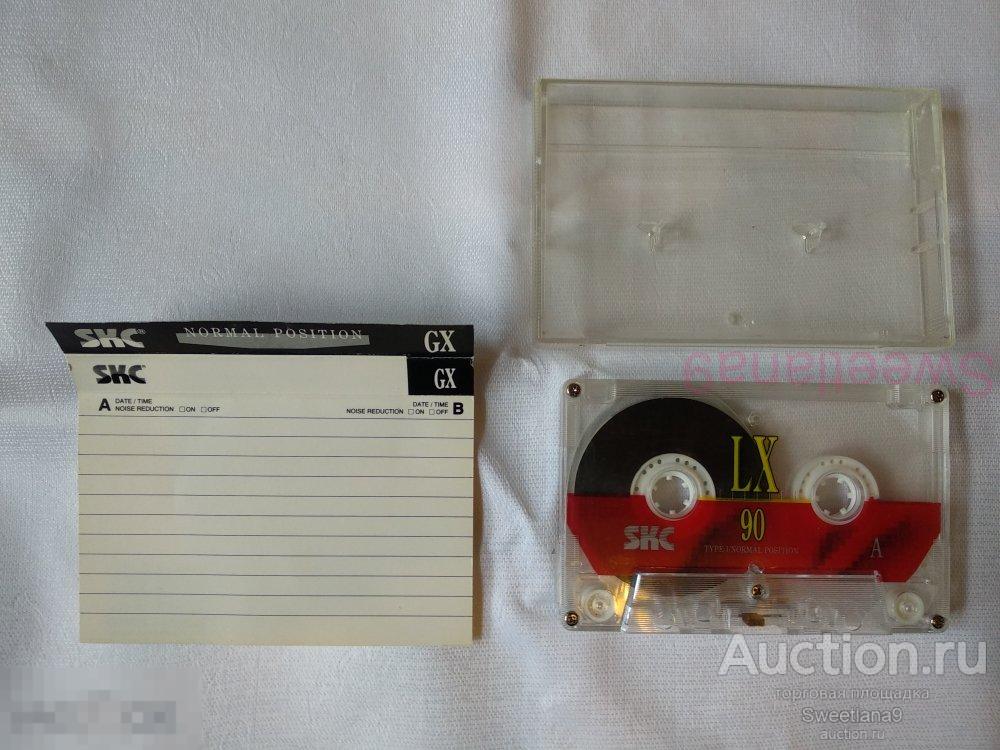 SKC® NORMAL POSITION GX
SKC GX
A DATE / TIME
NOISE REDUCTION ☐ON ☐OFF
DATE / TIME B
NOISE REDUCTION ☐ON ☐OFF
Sweetlana9
LX
90
SKC
TYPE I NORMAL POSITION
A
Auction.ru
торговая площадка
Sweetlana9
auction.ru